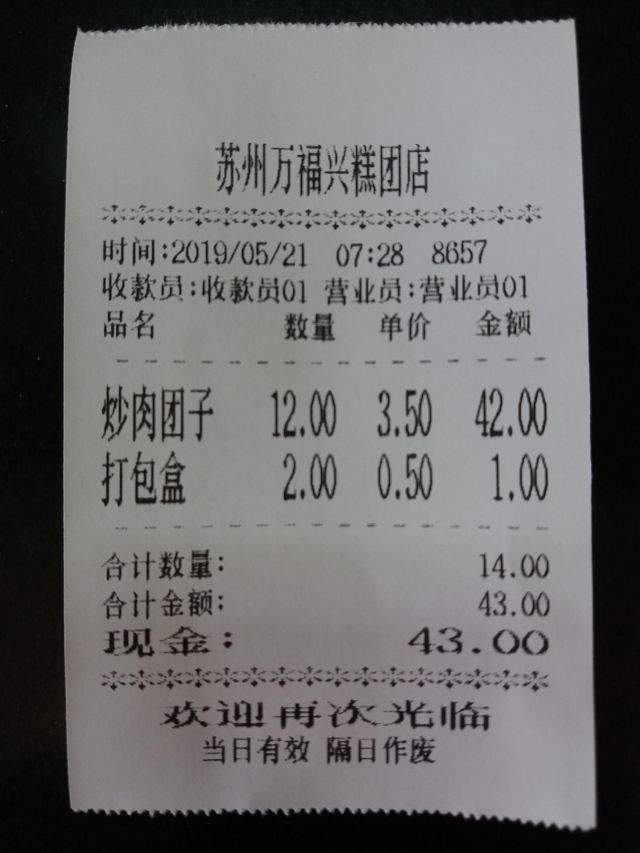 苏州万福兴糕团店
时间:2019/05/21 07:28 8657
收款员:收款员01 营业员:营业员01
品名 数量 单价 金额
炒肉团子 12.00 3.50 42.00
打包盒 2.00 0.50 1.00
合计数量: 14.00
合计金额: 43.00
现金: 43.00
欢迎再次光临
当日有效 隔日作废